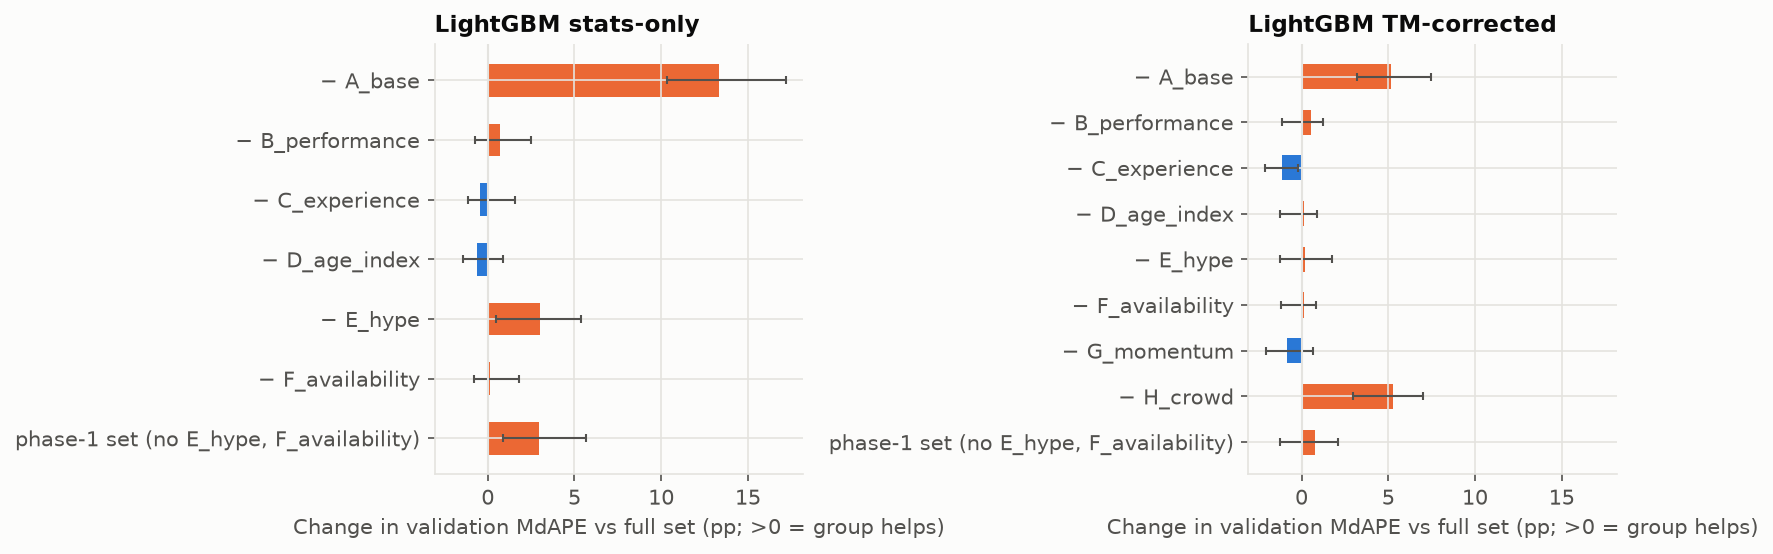 LightGBM stats-only
− A_base
− B_performance
− C_experience
− D_age_index
− E_hype
− F_availability
phase-1 set (no E_hype, F_availability)
0 5 10 15
Change in validation MdAPE vs full set (pp; >0 = group helps)
LightGBM TM-corrected
− A_base
− B_performance
− C_experience
− D_age_index
− E_hype
− F_availability
− G_momentum
− H_crowd
phase-1 set (no E_hype, F_availability)
0 5 10 15
Change in validation MdAPE vs full set (pp; >0 = group helps)